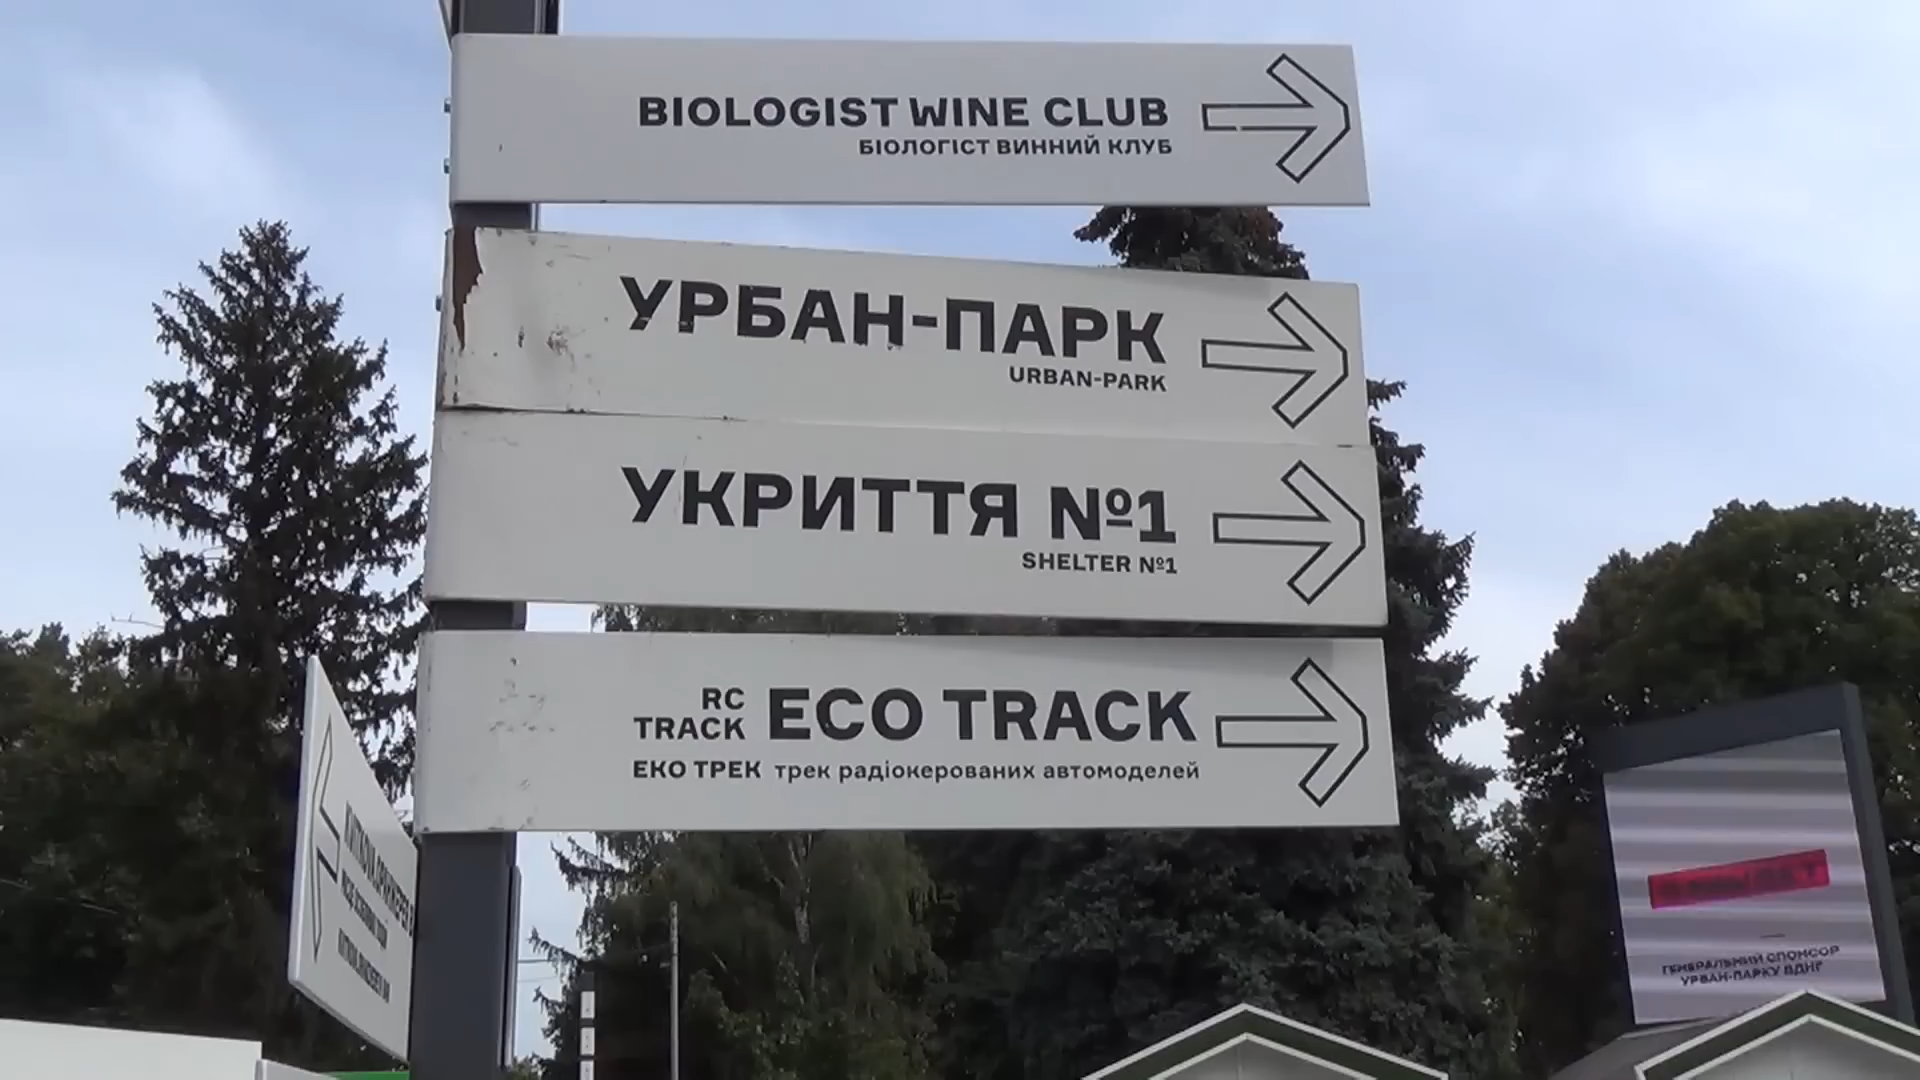 BIOLOGIST WINE CLUB
БІОЛОГІСТ ВИННИЙ КЛУБ
УРБАН-ПАРК
URBAN-PARK
УКРИТТЯ №1
SHELTER №1
RC
TRACK
ECO TRACK
ЕКО ТРЕК трек радіокерованих автомоделей
ГЕНЕРАЛЬНИЙ СПОНСОР
УРБАН-ПАРКУ ВДНГ